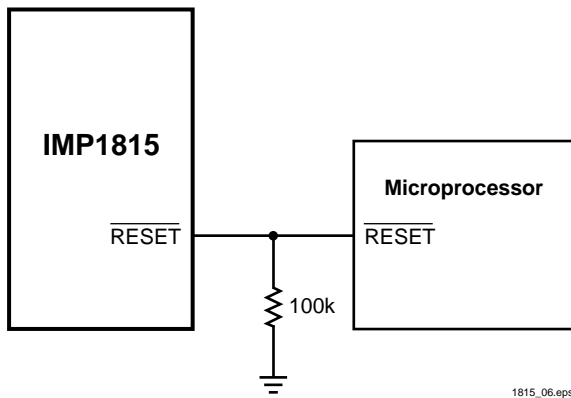 IMP1815
Microprocessor
RESET
RESET
100k
1815_06.eps